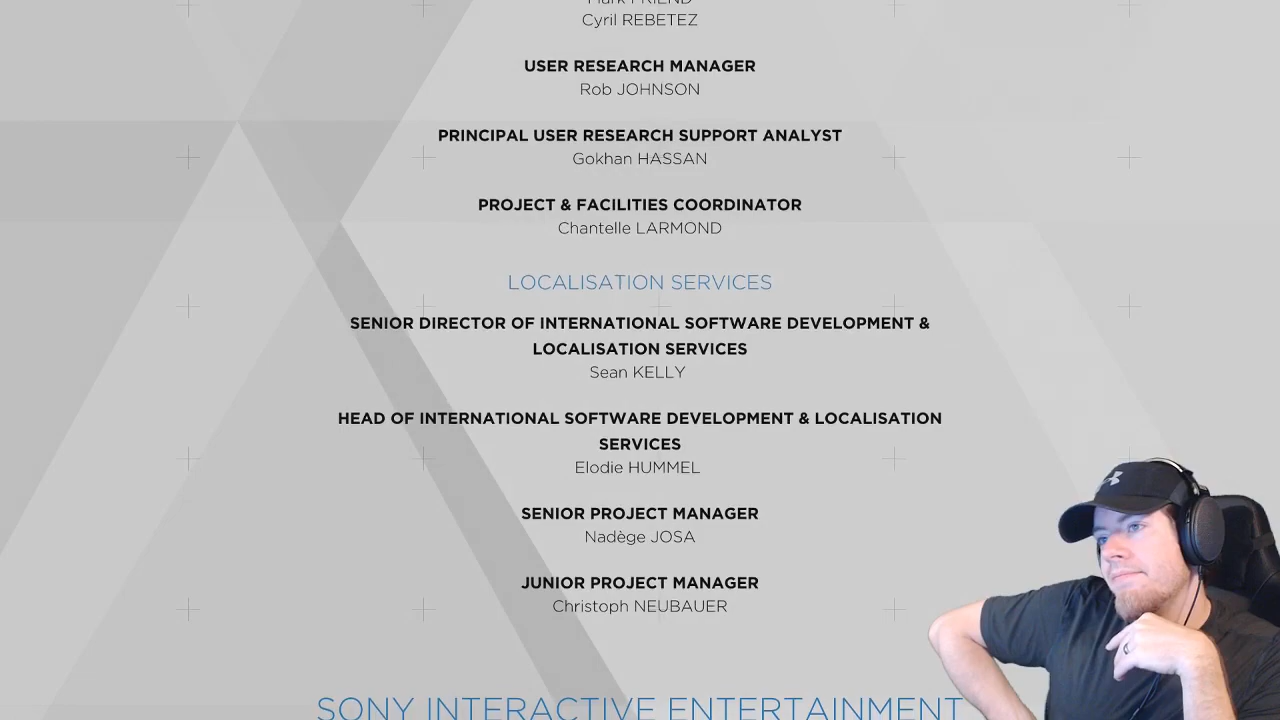 Mark FRIEND
Cyril REBETEZ
USER RESEARCH MANAGER
Rob JOHNSON
PRINCIPAL USER RESEARCH SUPPORT ANALYST
Gokhan HASSAN
PROJECT & FACILITIES COORDINATOR
Chantelle LARMOND
LOCALISATION SERVICES
SENIOR DIRECTOR OF INTERNATIONAL SOFTWARE DEVELOPMENT &
LOCALISATION SERVICES
Sean KELLY
HEAD OF INTERNATIONAL SOFTWARE DEVELOPMENT & LOCALISATION
SERVICES
Elodie HUMMEL
SENIOR PROJECT MANAGER
Nadège JOSA
JUNIOR PROJECT MANAGER
Christoph NEUBAUER
SONY INTERACTIVE ENTERTAINMENT